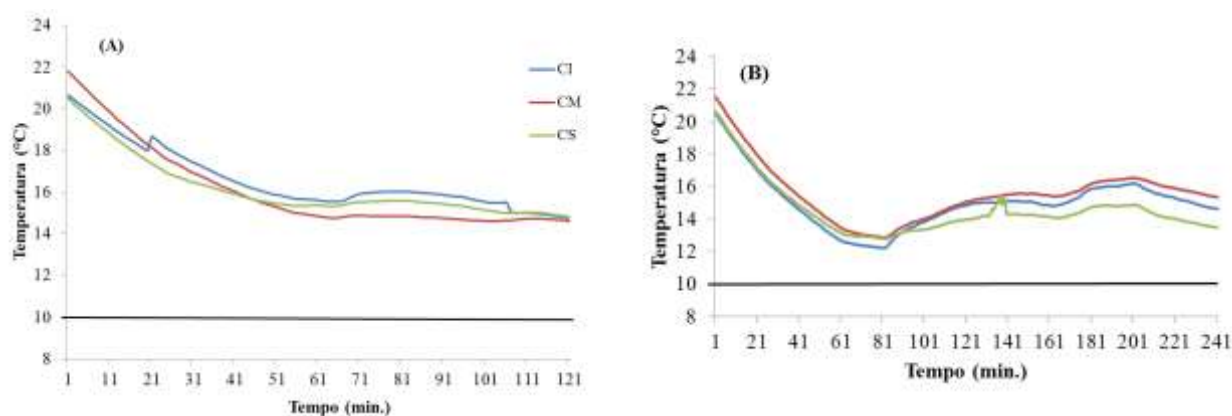 (A)
24
22
20
18
16
14
12
10
8
Temperatura (°C)
CI
CM
CS
1 11 21 31 41 51 61 71 81 91 101 111 121
Tempo (min.)
(B)
24
22
20
18
16
14
12
10
8
Temperatura (°C)
1 21 41 61 81 101 121 141 161 181 201 221 241
Tempo (min.)